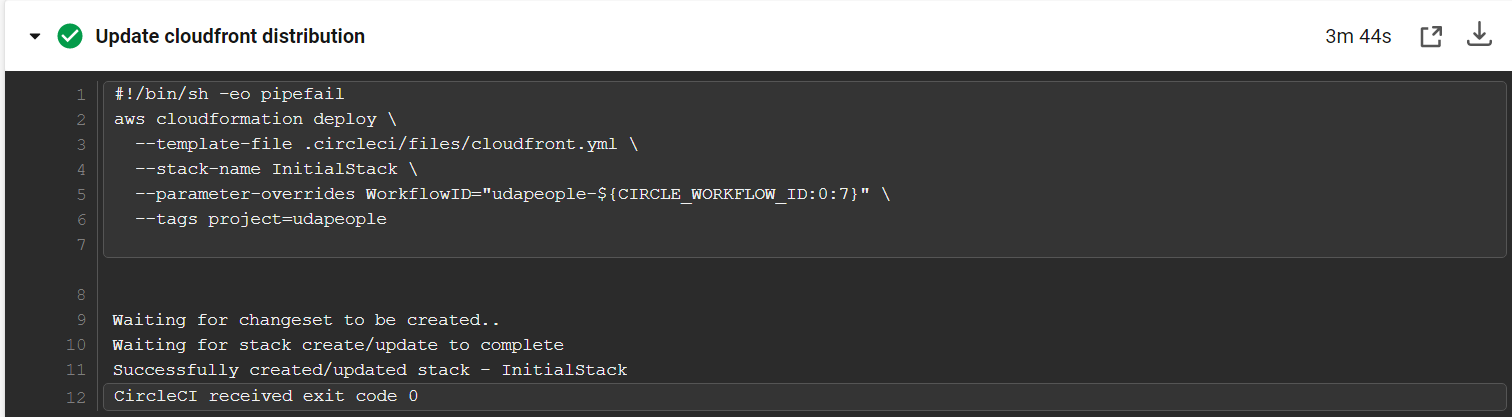 Update cloudfront distribution 3m 44s
1 #!/bin/sh -eo pipefail
2 aws cloudformation deploy \
3   --template-file .circleci/files/cloudfront.yml \
4   --stack-name InitialStack \
5   --parameter-overrides WorkflowID="udapeople-${CIRCLE_WORKFLOW_ID:0:7}" \
6   --tags project=udapeople
7
8
9 Waiting for changeset to be created..
10 Waiting for stack create/update to complete
11 Successfully created/updated stack - InitialStack
12 CircleCI received exit code 0